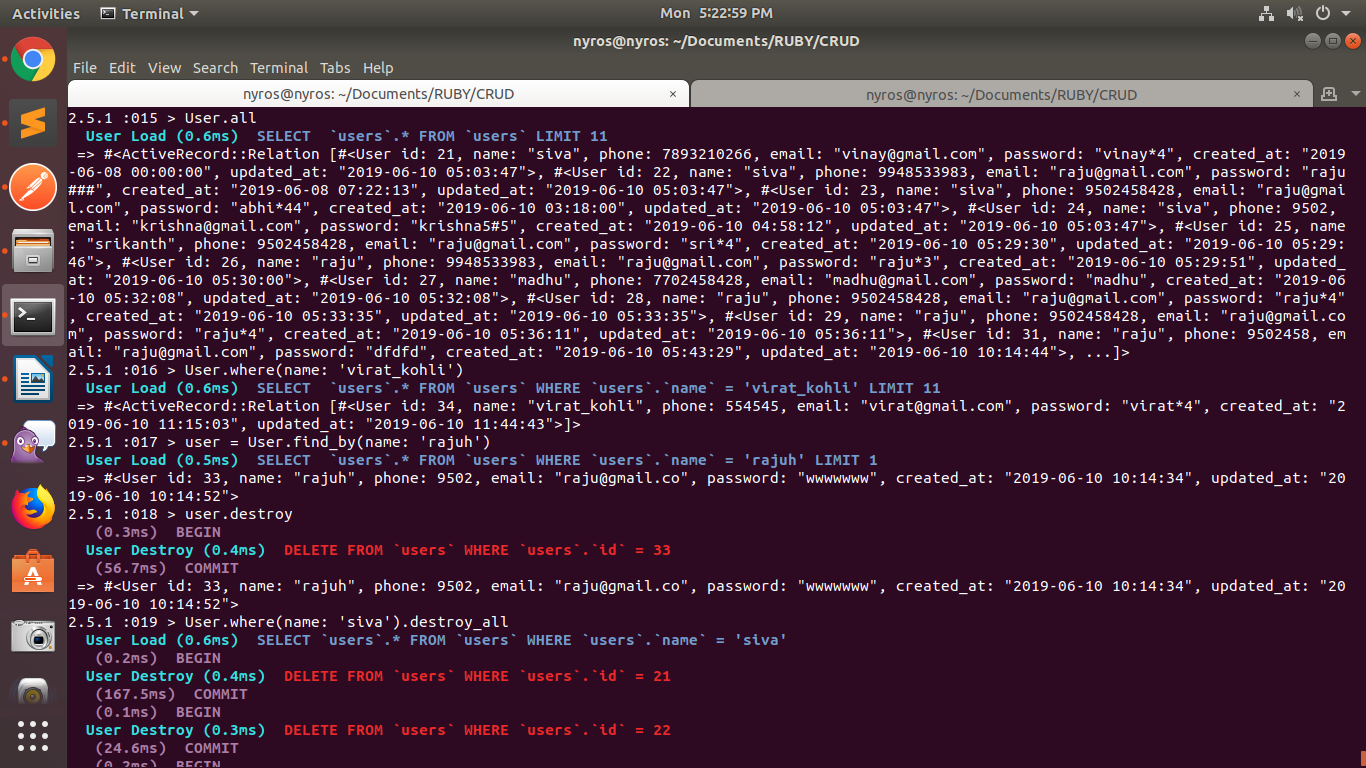 Activities Terminal Mon 5:22:59 PM
nyros@nyros: ~/Documents/RUBY/CRUD
File Edit View Search Terminal Tabs Help
nyros@nyros: ~/Documents/RUBY/CRUD × nyros@nyros: ~/Documents/RUBY/CRUD ×
2.5.1 :015 > User.all
  User Load (0.6ms)  SELECT  `users`.* FROM `users` LIMIT 11
 => #<ActiveRecord::Relation [#<User id: 21, name: "siva", phone: 7893210266, email: "vinay@gmail.com", password: "vinay*4", created_at: "2019
-06-08 00:00:00", updated_at: "2019-06-10 05:03:47">, #<User id: 22, name: "siva", phone: 9948533983, email: "raju@gmail.com", password: "raju
###", created_at: "2019-06-08 07:22:13", updated_at: "2019-06-10 05:03:47">, #<User id: 23, name: "siva", phone: 9502458428, email: "raju@gmai
l.com", password: "abhi*44", created_at: "2019-06-10 03:18:00", updated_at: "2019-06-10 05:03:47">, #<User id: 24, name: "siva", phone: 9502,
email: "krishna@gmail.com", password: "krishna5#5", created_at: "2019-06-10 04:58:12", updated_at: "2019-06-10 05:03:47">, #<User id: 25, name
: "srikanth", phone: 9502458428, email: "raju@gmail.com", password: "sri*4", created_at: "2019-06-10 05:29:30", updated_at: "2019-06-10 05:29:
46">, #<User id: 26, name: "raju", phone: 9948533983, email: "raju@gmail.com", password: "raju*3", created_at: "2019-06-10 05:29:51", updated_
at: "2019-06-10 05:30:00">, #<User id: 27, name: "madhu", phone: 7702458428, email: "madhu@gmail.com", password: "madhu", created_at: "2019-06
-10 05:32:08", updated_at: "2019-06-10 05:32:08">, #<User id: 28, name: "raju", phone: 9502458428, email: "raju@gmail.com", password: "raju*4"
, created_at: "2019-06-10 05:33:35", updated_at: "2019-06-10 05:33:35">, #<User id: 29, name: "raju", phone: 9502458428, email: "raju@gmail.co
m", password: "raju*4", created_at: "2019-06-10 05:36:11", updated_at: "2019-06-10 05:36:11">, #<User id: 31, name: "raju", phone: 9502458, em
ail: "raju@gmail.com", password: "dfdfd", created_at: "2019-06-10 05:43:29", updated_at: "2019-06-10 10:14:44">, ...]>
2.5.1 :016 > User.where(name: 'virat_kohli')
  User Load (0.6ms)  SELECT  `users`.* FROM `users` WHERE `users`.`name` = 'virat_kohli' LIMIT 11
 => #<ActiveRecord::Relation [#<User id: 34, name: "virat_kohli", phone: 554545, email: "virat@gmail.com", password: "virat*4", created_at: "2
019-06-10 11:15:03", updated_at: "2019-06-10 11:44:43">]>
2.5.1 :017 > user = User.find_by(name: 'rajuh')
  User Load (0.5ms)  SELECT  `users`.* FROM `users` WHERE `users`.`name` = 'rajuh' LIMIT 1
 => #<User id: 33, name: "rajuh", phone: 9502, email: "raju@gmail.co", password: "wwwwwww", created_at: "2019-06-10 10:14:34", updated_at: "20
19-06-10 10:14:52">
2.5.1 :018 > user.destroy
   (0.3ms)  BEGIN
  User Destroy (0.4ms)  DELETE FROM `users` WHERE `users`.`id` = 33
   (56.7ms)  COMMIT
 => #<User id: 33, name: "rajuh", phone: 9502, email: "raju@gmail.co", password: "wwwwwww", created_at: "2019-06-10 10:14:34", updated_at: "20
19-06-10 10:14:52">
2.5.1 :019 > User.where(name: 'siva').destroy_all
  User Load (0.6ms)  SELECT `users`.* FROM `users` WHERE `users`.`name` = 'siva'
   (0.2ms)  BEGIN
  User Destroy (0.4ms)  DELETE FROM `users` WHERE `users`.`id` = 21
   (167.5ms)  COMMIT
   (0.1ms)  BEGIN
  User Destroy (0.3ms)  DELETE FROM `users` WHERE `users`.`id` = 22
   (24.6ms)  COMMIT
   (0.2ms)  BEGIN